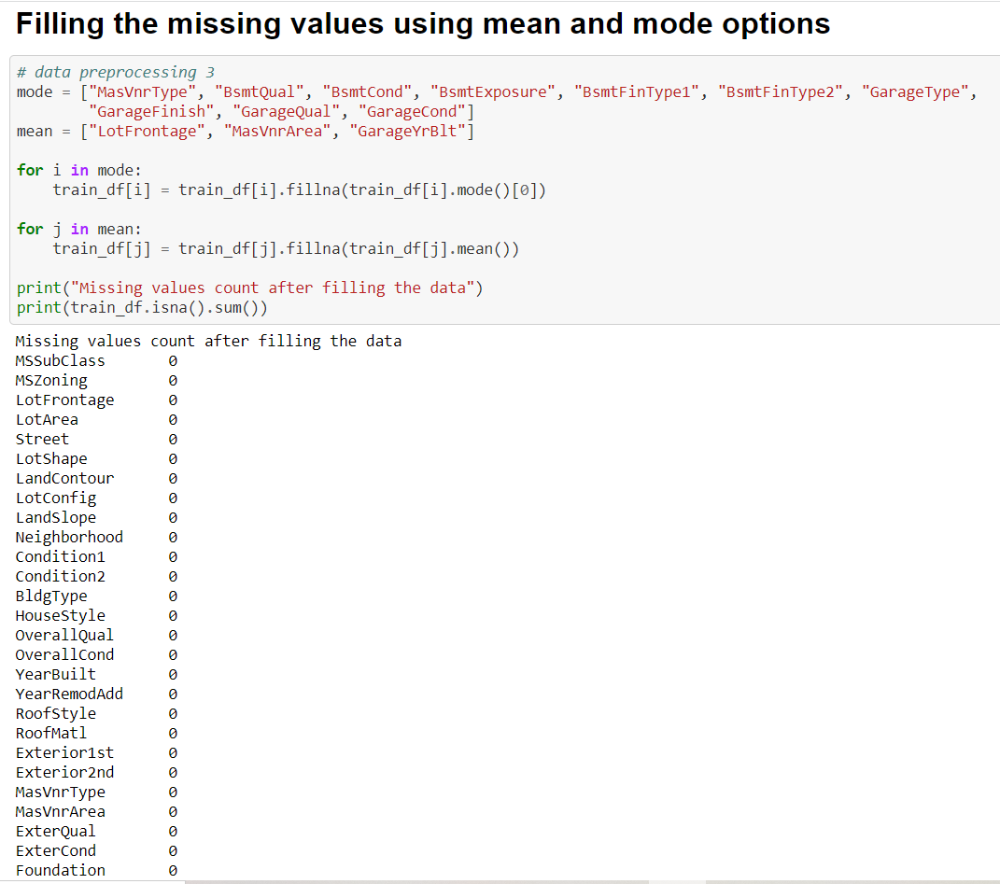 Filling the missing values using mean and mode options
# data preprocessing 3
mode = ["MasVnrType", "BsmtQual", "BsmtCond", "BsmtExposure", "BsmtFinType1", "BsmtFinType2", "GarageType",
        "GarageFinish", "GarageQual", "GarageCond"]
mean = ["LotFrontage", "MasVnrArea", "GarageYrBlt"]

for i in mode:
    train_df[i] = train_df[i].fillna(train_df[i].mode()[0])

for j in mean:
    train_df[j] = train_df[j].fillna(train_df[j].mean())

print("Missing values count after filling the data")
print(train_df.isna().sum())
Missing values count after filling the data
MSSubClass       0
MSZoning         0
LotFrontage      0
LotArea          0
Street           0
LotShape         0
LandContour      0
LotConfig        0
LandSlope        0
Neighborhood     0
Condition1       0
Condition2       0
BldgType         0
HouseStyle       0
OverallQual      0
OverallCond      0
YearBuilt        0
YearRemodAdd     0
RoofStyle        0
RoofMatl         0
Exterior1st      0
Exterior2nd      0
MasVnrType       0
MasVnrArea       0
ExterQual        0
ExterCond        0
Foundation       0